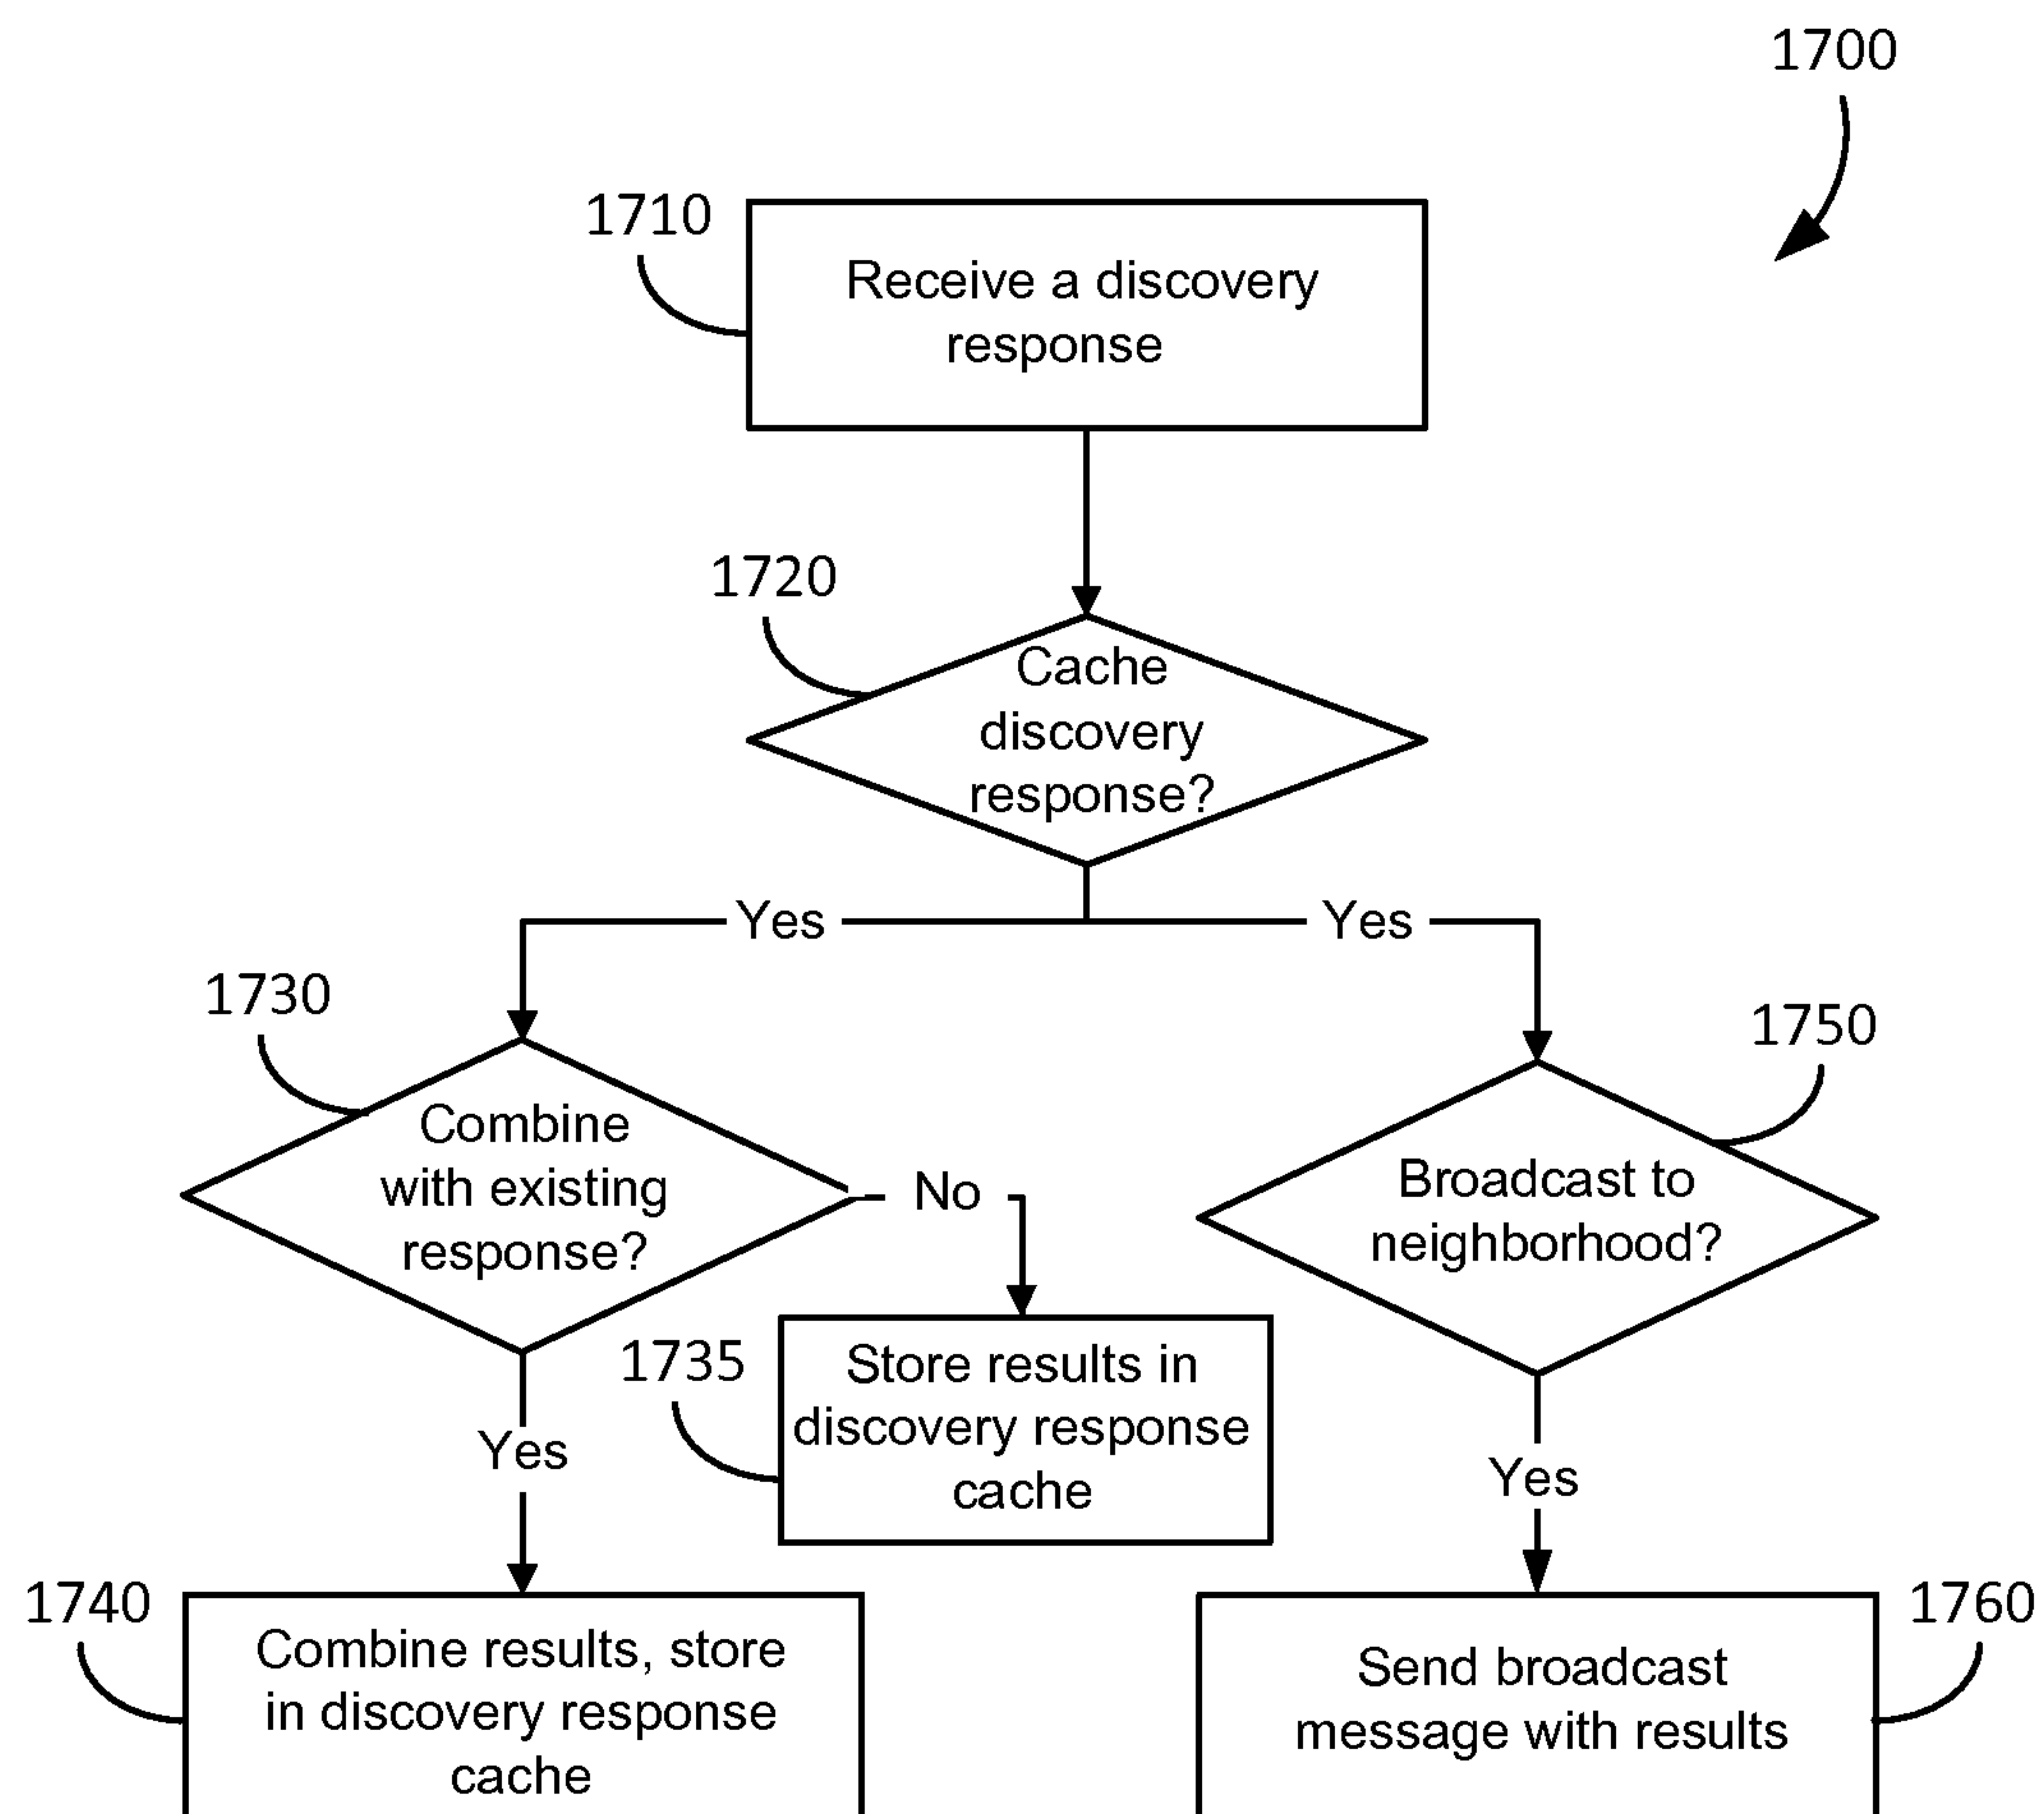 1700
1710
Receive a discovery
response
1720
Cache
discovery
response?
Yes
Yes
1730
Combine
with existing
response?
No
1750
Broadcast to
neighborhood?
1735
Store results in
discovery response
cache
Yes
Yes
1740
Combine results, store
in discovery response
cache
1760
Send broadcast
message with results